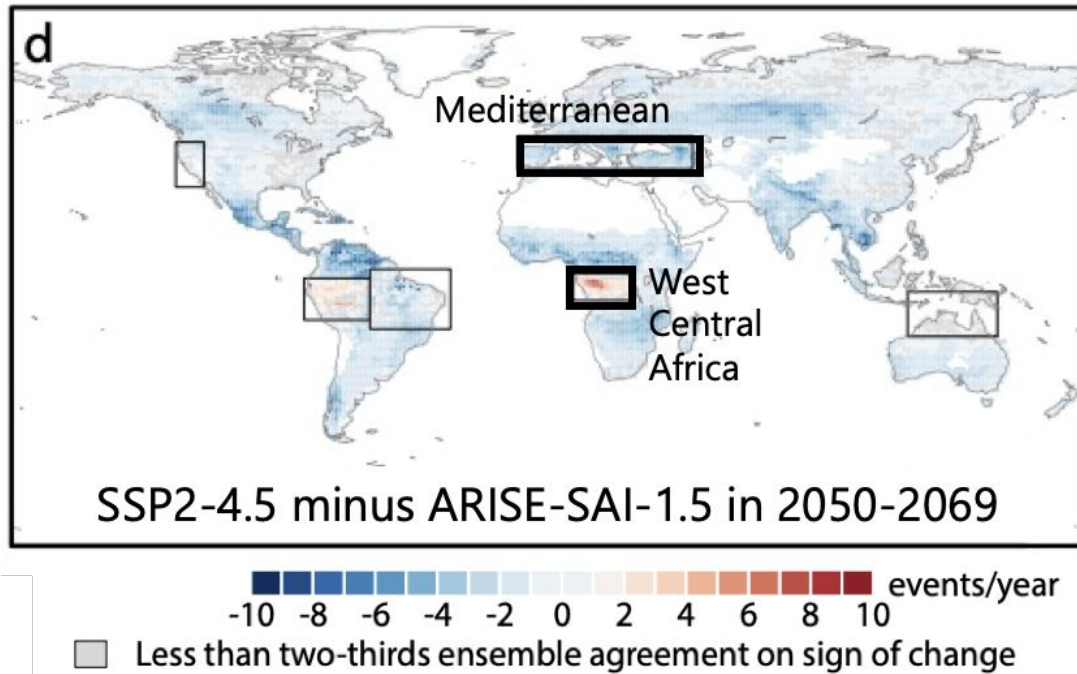 d
Mediterranean
West
Central
Africa
SSP2-4.5 minus ARISE-SAI-1.5 in 2050-2069
events/year
-10 -8 -6 -4 -2 0 2 4 6 8 10
Less than two-thirds ensemble agreement on sign of change